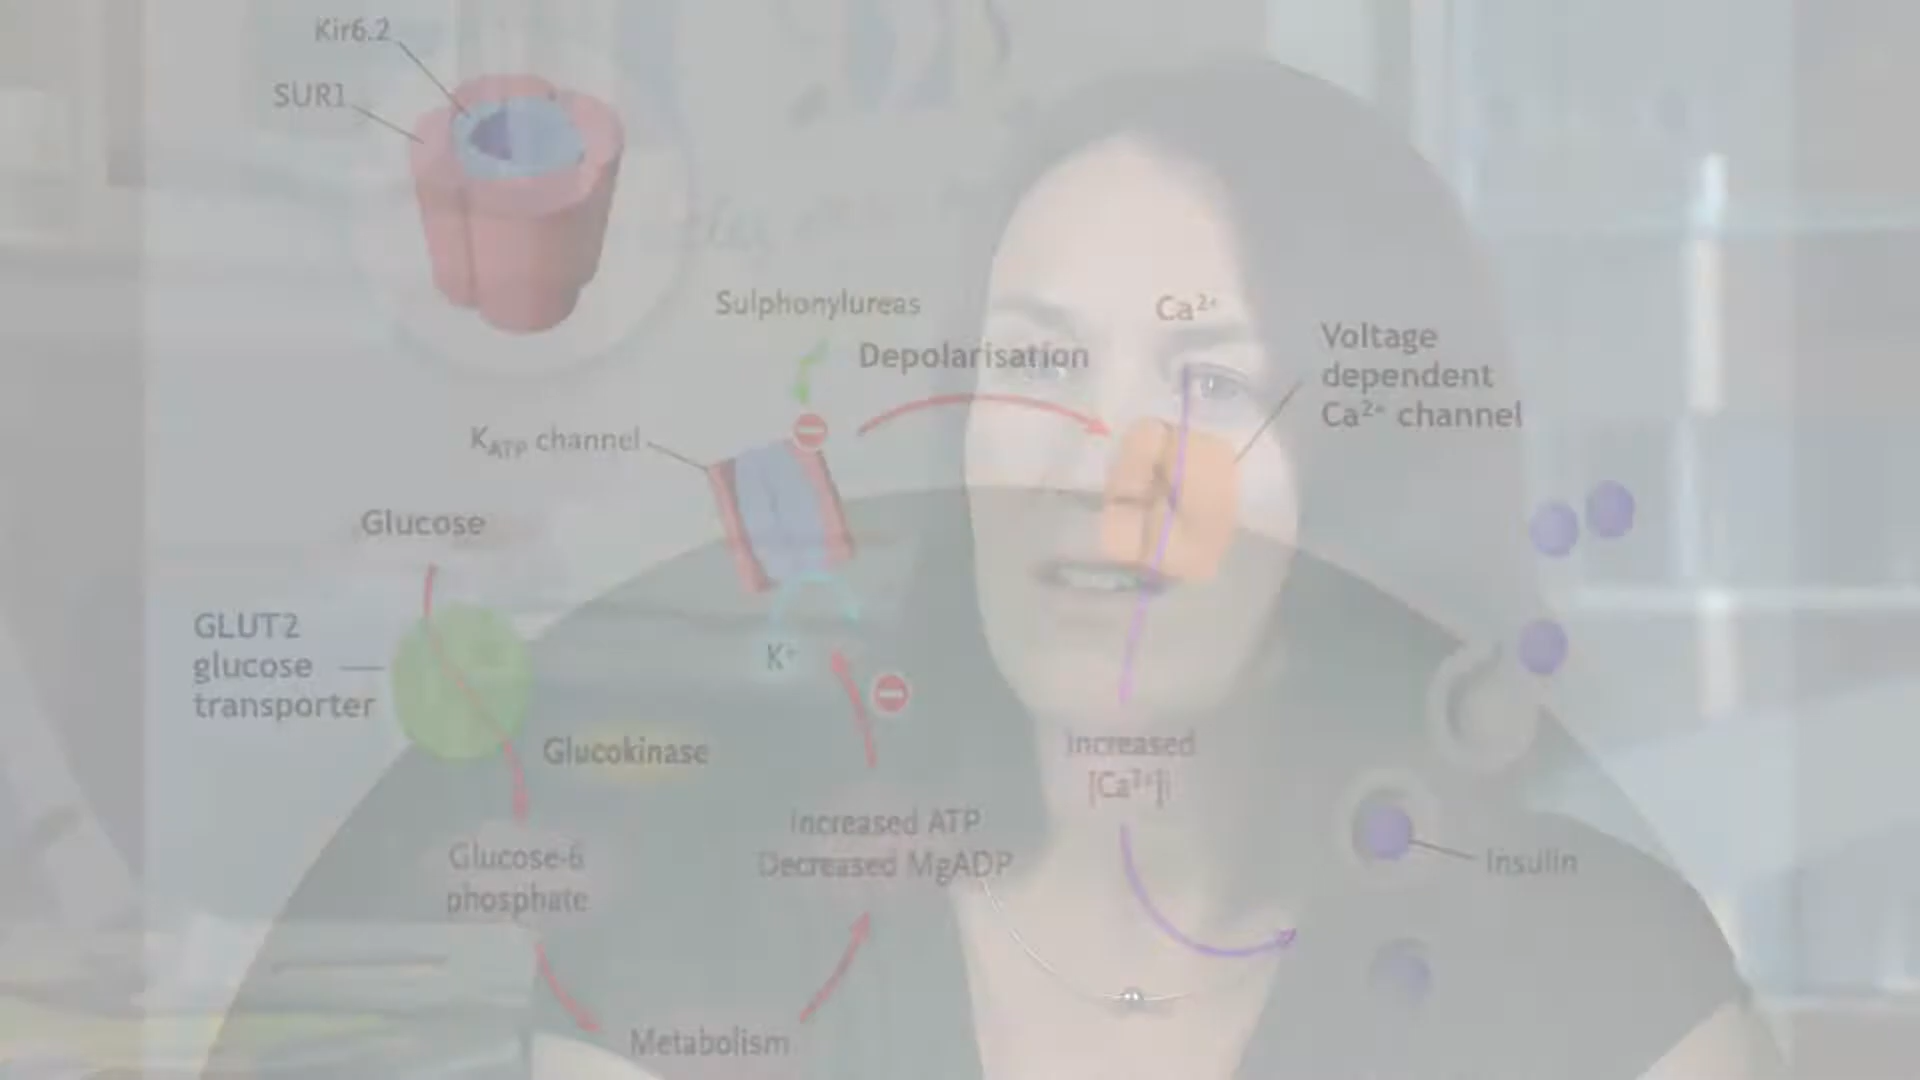 Kir6.2
SUR1
Sulphonylureas
Depolarisation
Ca²⁺
Voltage
dependent
Ca²⁺ channel
K_ATP channel
Glucose
GLUT2
glucose
transporter
K⁺
Glucokinase
Increased
[Ca²⁺]i
Increased ATP
Decreased MgADP
Glucose-6
phosphate
Insulin
Metabolism